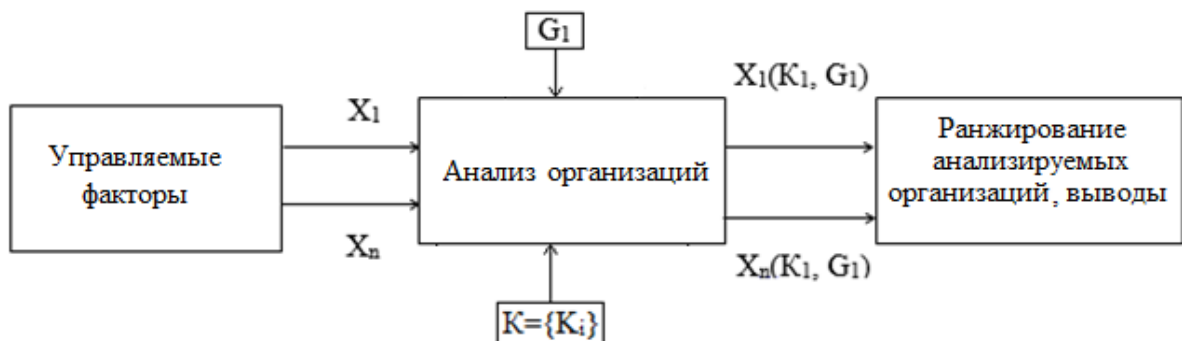 G₁
X₁
X₁(K₁, G₁)
Управляемые
факторы
Анализ организаций
Ранжирование
анализируемых
организаций, выводы
Xₙ
Xₙ(K₁, G₁)
K={Kᵢ}